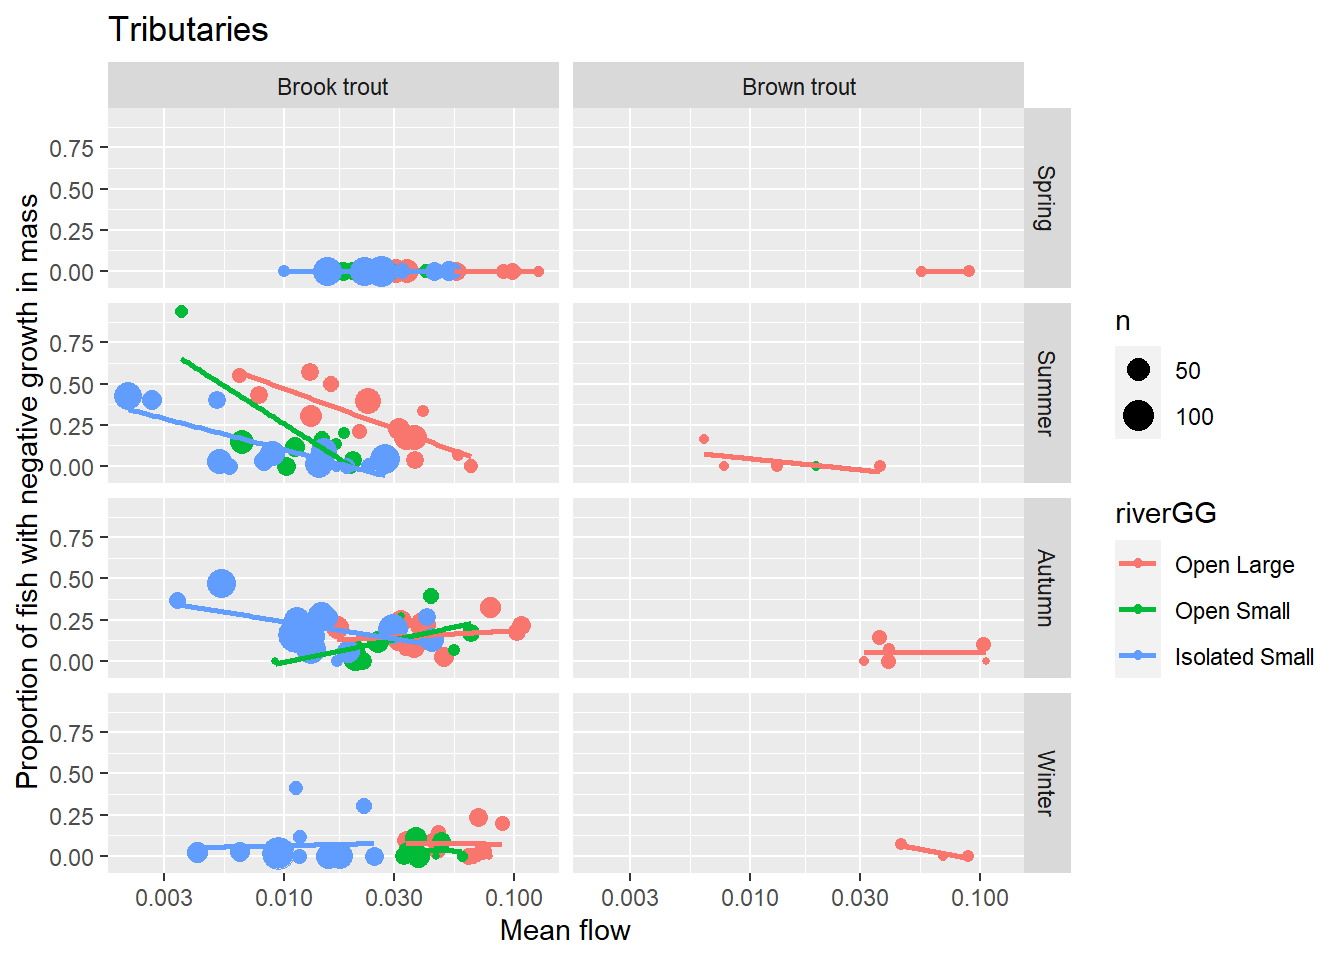 Tributaries
Brook trout
Brown trout
0.75
0.50
0.25
0.00
Spring
0.75
0.50
0.25
0.00
Summer
0.75
0.50
0.25
0.00
Autumn
0.75
0.50
0.25
0.00
Winter
Proportion of fish with negative growth in mass
0.003
0.010
0.030
0.100
0.003
0.010
0.030
0.100
Mean flow
n
50
100
riverGG
Open Large
Open Small
Isolated Small